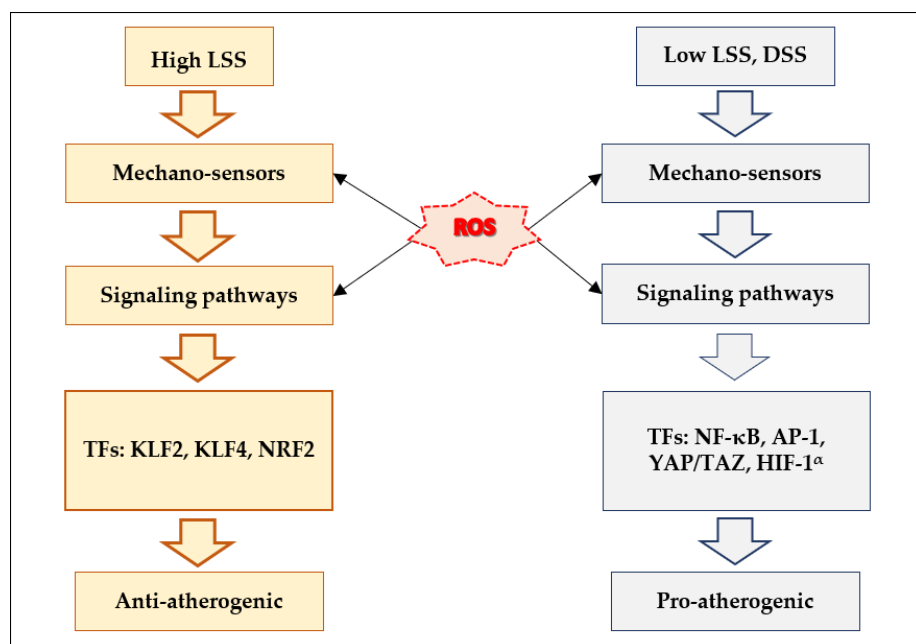 High LSS
Mechano-sensors
Signaling pathways
TFs: KLF2, KLF4, NRF2
Anti-atherogenic
ROS
Low LSS, DSS
Mechano-sensors
Signaling pathways
TFs: NF-κB, AP-1,
YAP/TAZ, HIF-1ᵅ
Pro-atherogenic